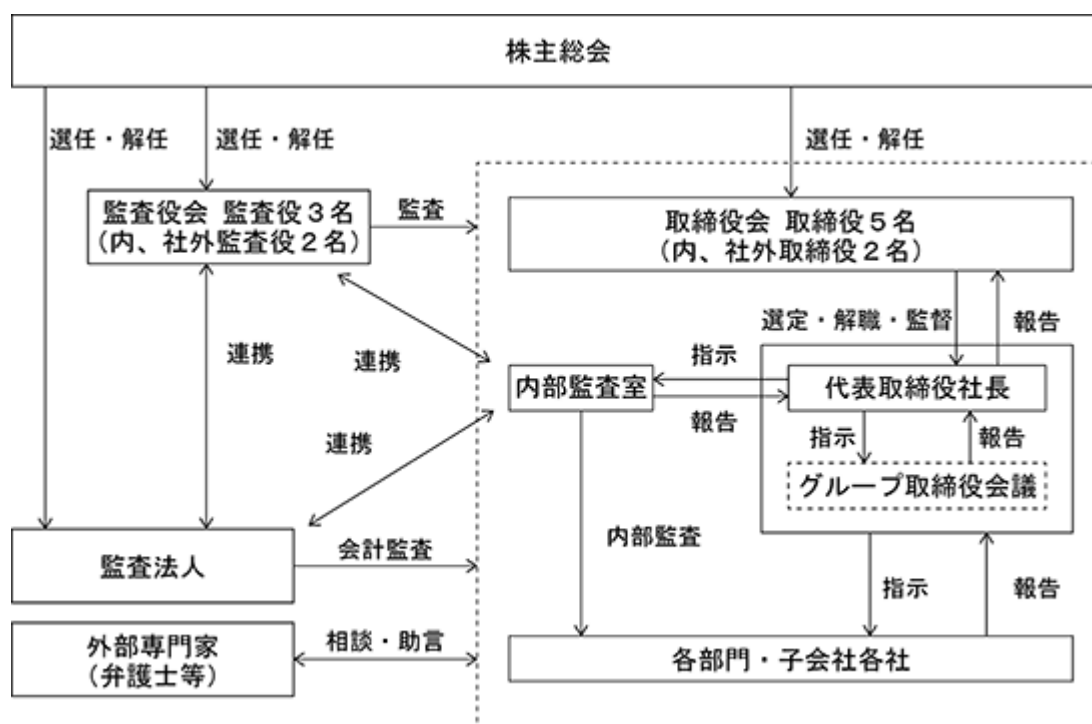 株主総会
選任・解任
選任・解任
選任・解任
監査役会 監査役３名
（内、社外監査役２名）
監査
取締役会 取締役５名
（内、社外取締役２名）
選定・解職・監督
報告
連携
連携
指示
内部監査室
代表取締役社長
報告
連携
指示
報告
グループ取締役会議
内部監査
監査法人
会計監査
指示
報告
外部専門家
（弁護士等）
相談・助言
各部門・子会社各社